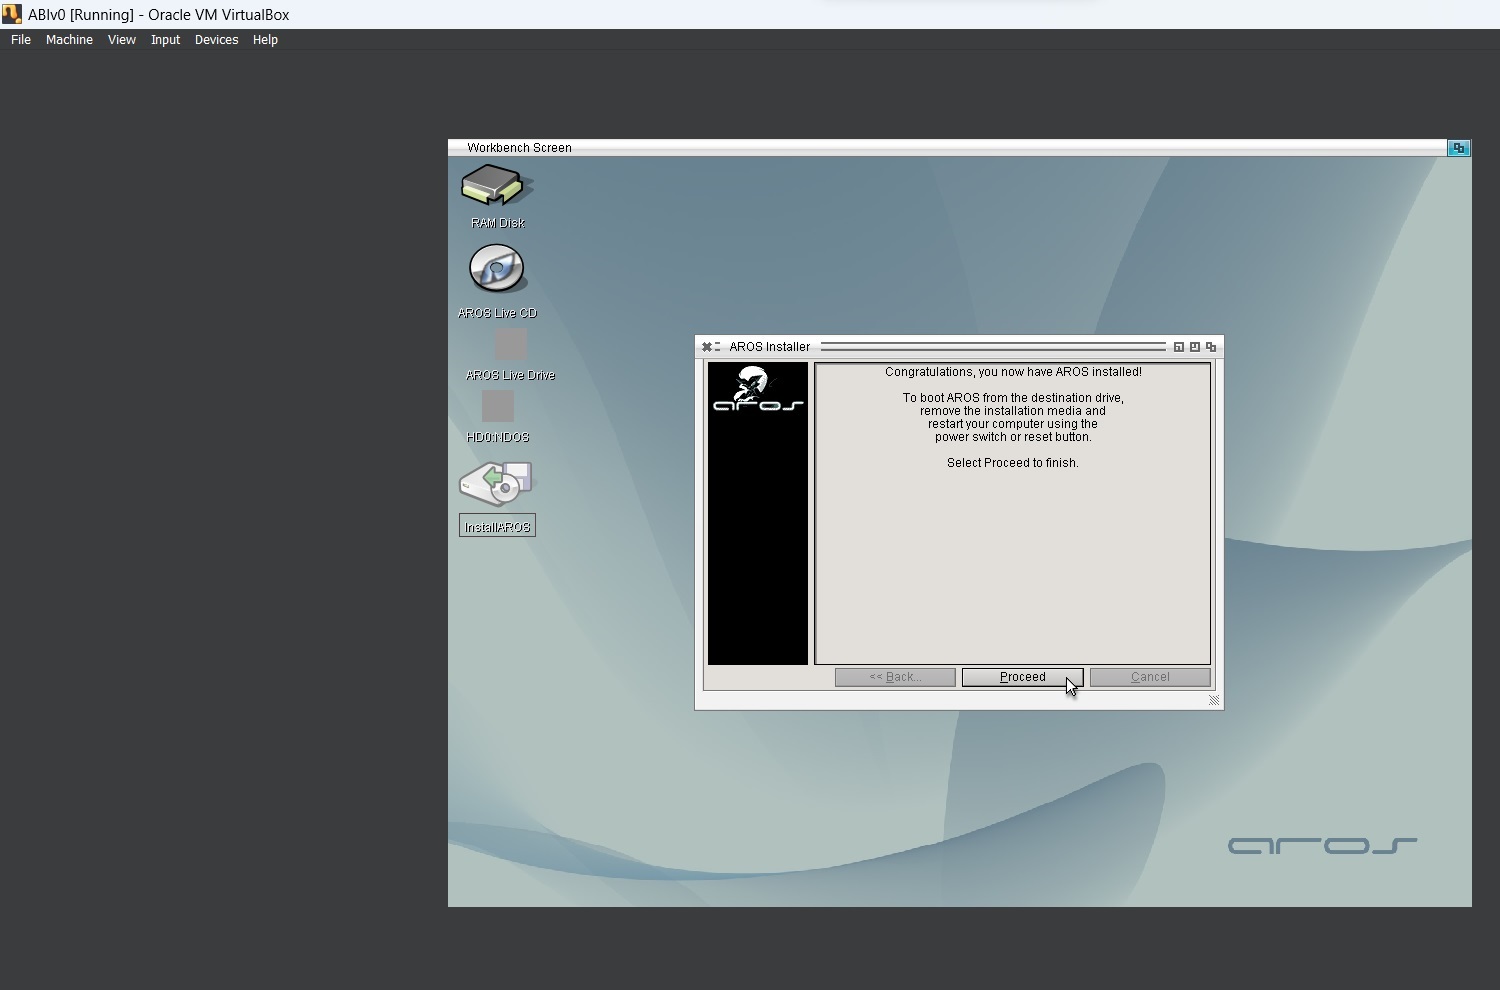 ABIv0 [Running] - Oracle VM VirtualBox
File Machine View Input Devices Help
Workbench Screen
RAM Disk
AROS Live CD
AROS Live Drive
HD0:NDOS
InstallAROS
AROS Installer
aros
Congratulations, you now have AROS installed!
To boot AROS from the destination drive,
remove the installation media and
restart your computer using the
power switch or reset button.
Select Proceed to finish.
<< Back...
Proceed
Cancel
aros